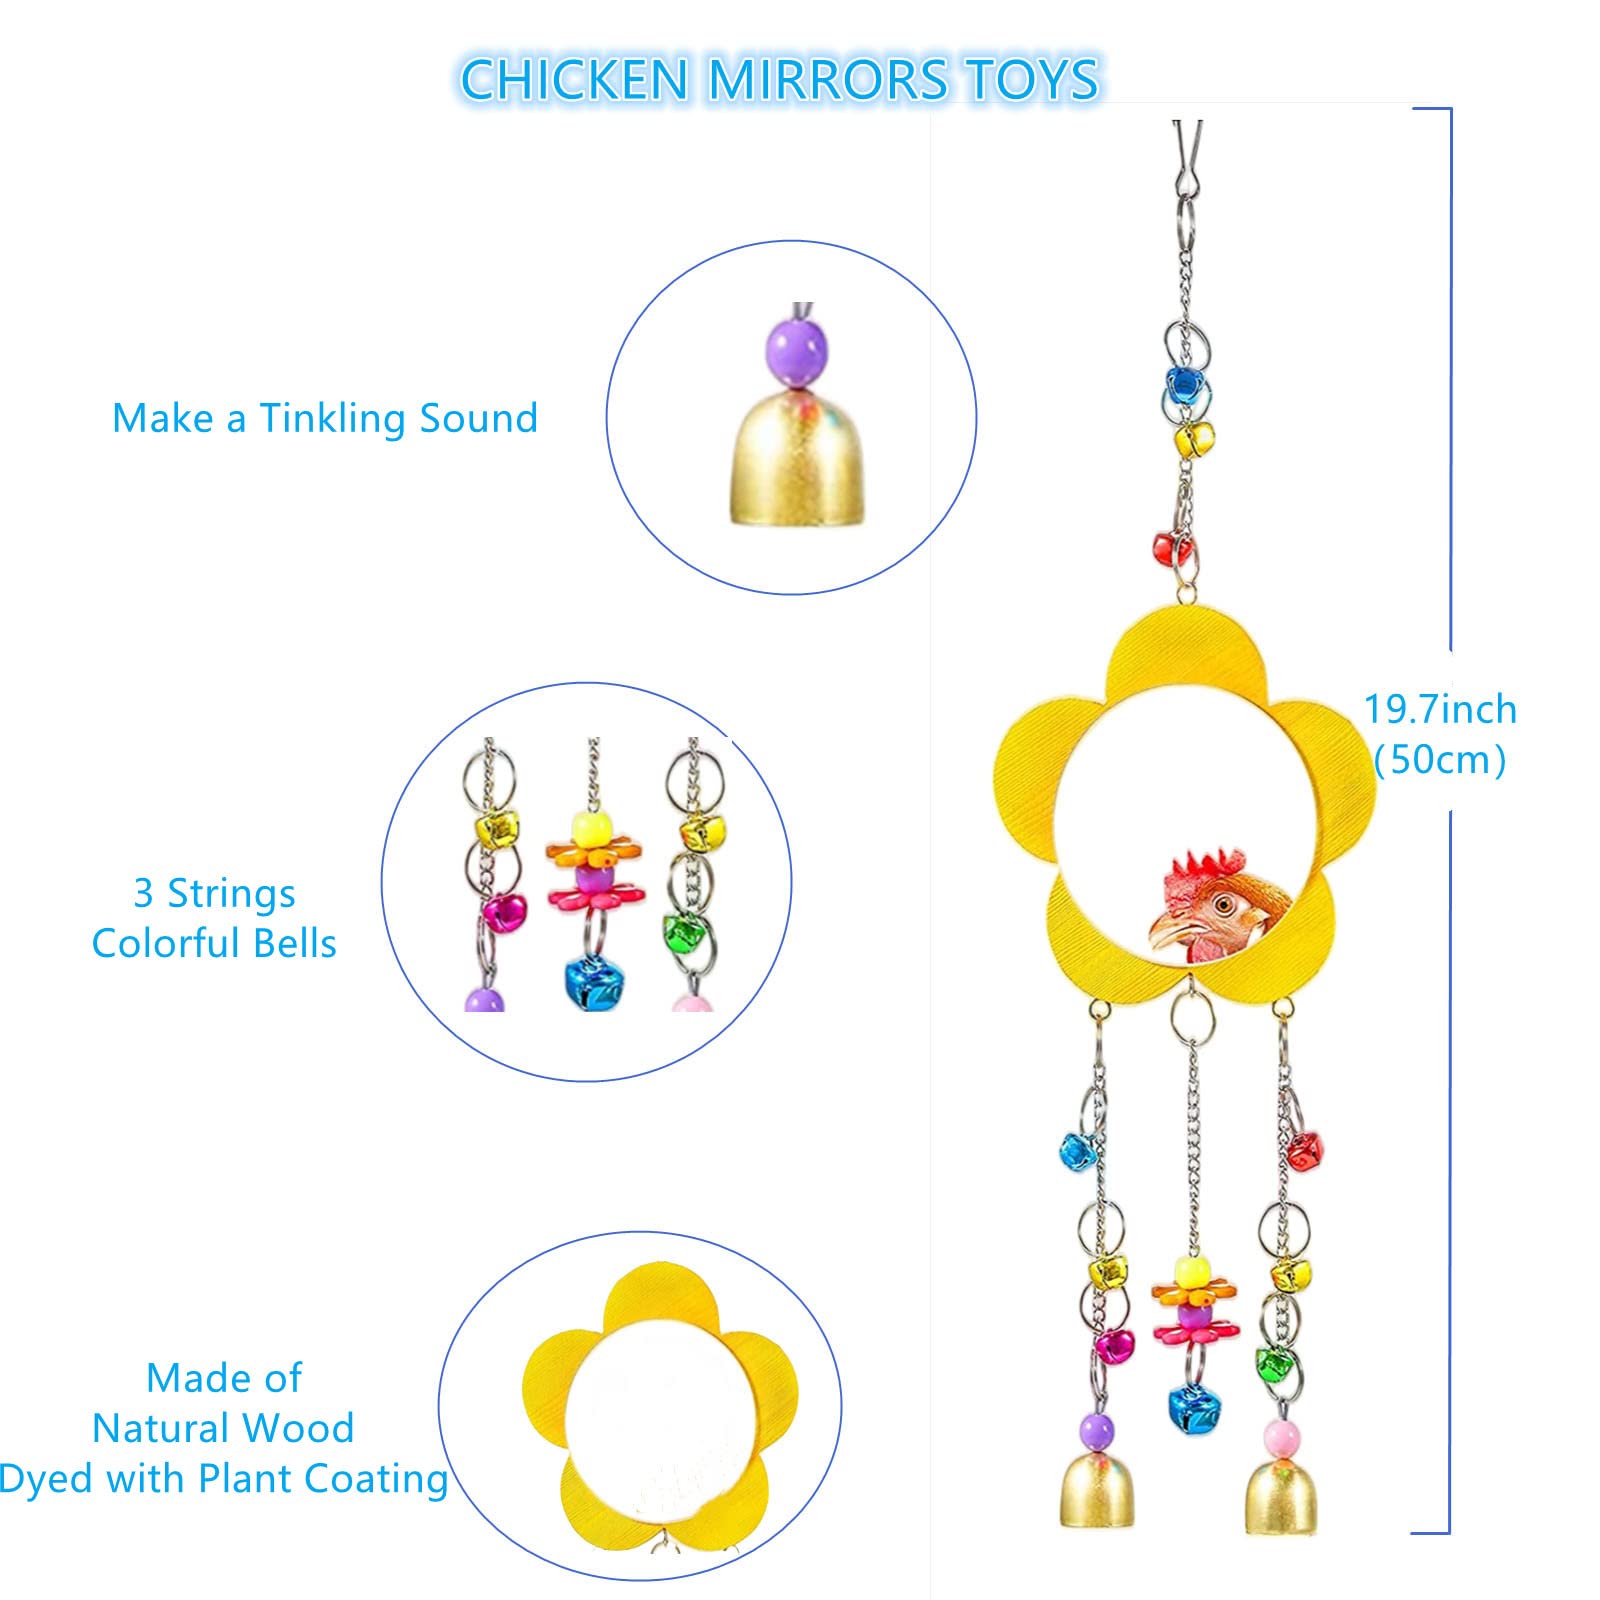 CHICKEN MIRRORS TOYS
Make a Tinkling Sound
19.7inch
(50cm)
3 Strings
Colorful Bells
Made of
Natural Wood
Dyed with Plant Coating